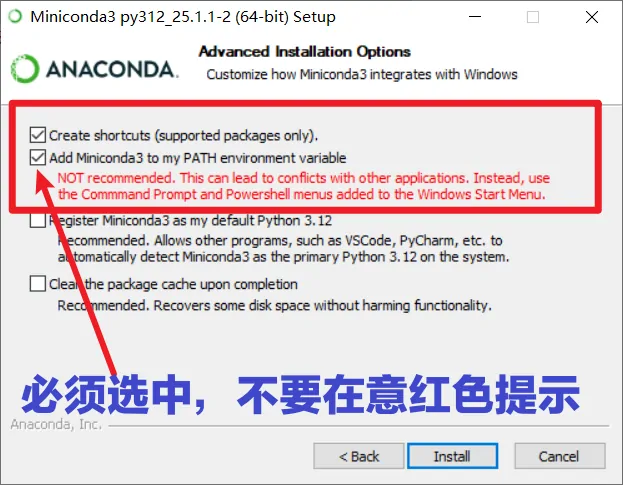 Miniconda3 py312_25.1.1-2 (64-bit) Setup
Advanced Installation Options
Customize how Miniconda3 integrates with Windows
ANACONDA.
Create shortcuts (supported packages only).
Add Miniconda3 to my PATH environment variable
NOT recommended. This can lead to conflicts with other applications. Instead, use
the Commmand Prompt and Powershell menus added to the Windows Start Menu.
Register Miniconda3 as my default Python 3.12
Recommended. Allows other programs, such as VSCode, PyCharm, etc. to
automatically detect Miniconda3 as the primary Python 3.12 on the system.
Clear the package cache upon completion
Recommended. Recovers some disk space without harming functionality.
必须选中，不要在意红色提示
Anaconda, Inc.
< Back
Install
Cancel